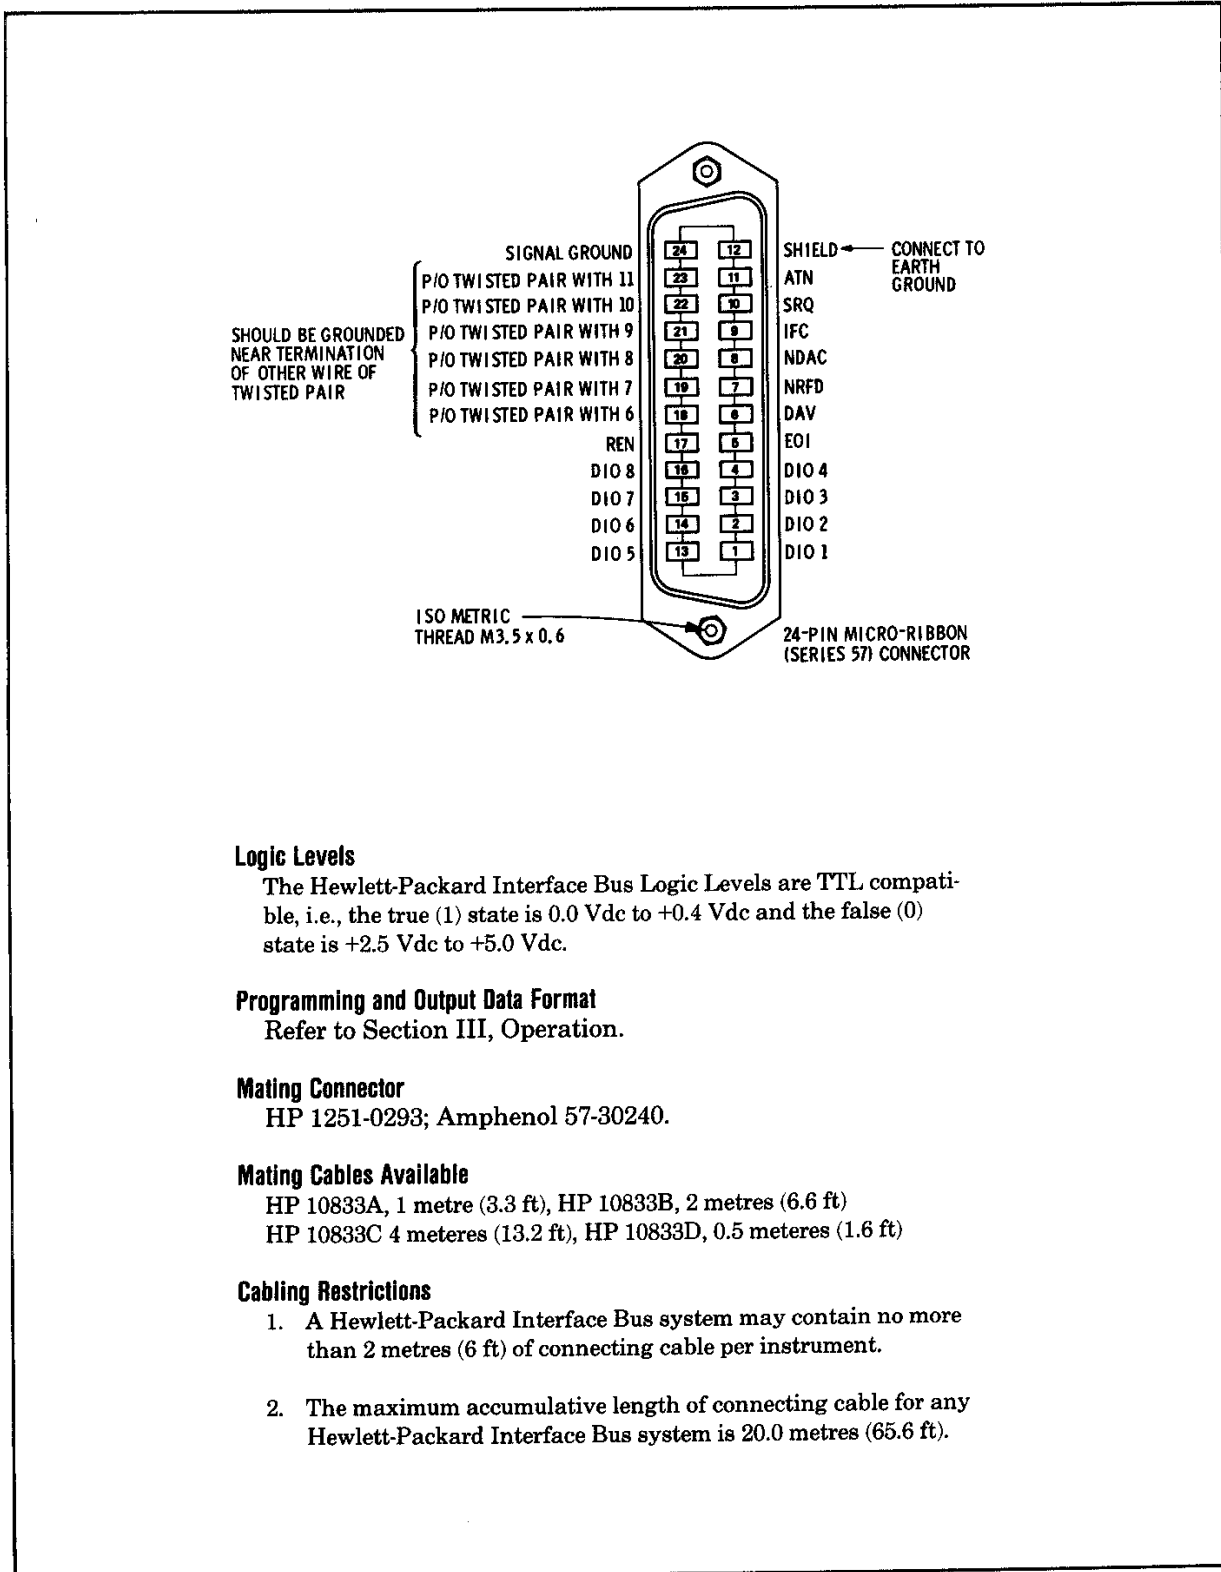 SIGNAL GROUND 24 12 SHIELD CONNECT TO EARTH GROUND
P/O TWISTED PAIR WITH 11 23 11 ATN
P/O TWISTED PAIR WITH 10 22 10 SRQ
P/O TWISTED PAIR WITH 9 21 9 IFC
P/O TWISTED PAIR WITH 8 20 8 NDAC
P/O TWISTED PAIR WITH 7 19 7 NRFD
P/O TWISTED PAIR WITH 6 18 6 DAV
SHOULD BE GROUNDED
NEAR TERMINATION
OF OTHER WIRE OF
TWISTED PAIR
REN 17 5 EOI
DIO 8 16 4 DIO 4
DIO 7 15 3 DIO 3
DIO 6 14 2 DIO 2
DIO 5 13 1 DIO 1
ISO METRIC
THREAD M3.5 x 0.6
24-PIN MICRO-RIBBON
(SERIES 57) CONNECTOR
Logic Levels
The Hewlett-Packard Interface Bus Logic Levels are TTL compati-
ble, i.e., the true (1) state is 0.0 Vdc to +0.4 Vdc and the false (0)
state is +2.5 Vdc to +5.0 Vdc.
Programming and Output Data Format
Refer to Section III, Operation.
Mating Connector
HP 1251-0293; Amphenol 57-30240.
Mating Cables Available
HP 10833A, 1 metre (3.3 ft), HP 10833B, 2 metres (6.6 ft)
HP 10833C 4 meteres (13.2 ft), HP 10833D, 0.5 meteres (1.6 ft)
Cabling Restrictions
1. A Hewlett-Packard Interface Bus system may contain no more
than 2 metres (6 ft) of connecting cable per instrument.
2. The maximum accumulative length of connecting cable for any
Hewlett-Packard Interface Bus system is 20.0 metres (65.6 ft).